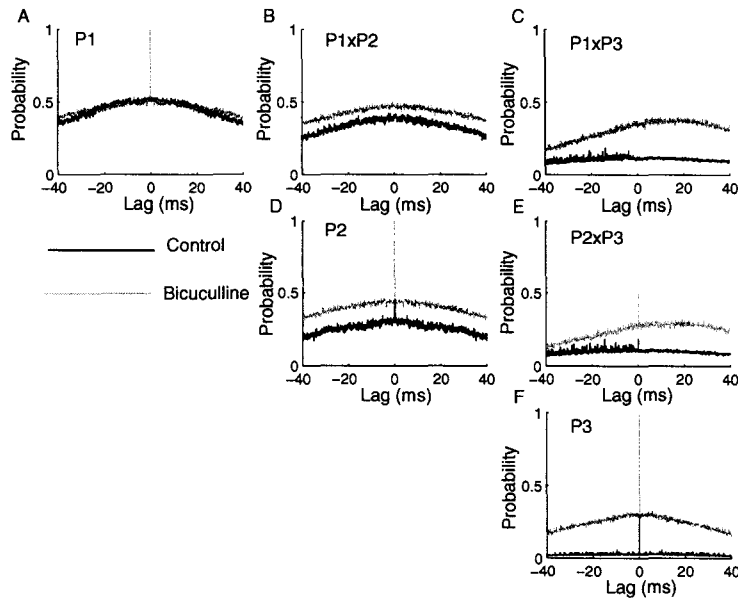 A
P1
Probability
1
0.5
0
-40 -20 0 20 40
Lag (ms)
B
P1xP2
Probability
1
0.5
0
-40 -20 0 20 40
Lag (ms)
C
P1xP3
Probability
1
0.5
0
-40 -20 0 20 40
Lag (ms)
Control
Bicuculline
D
P2
Probability
1
0.5
0
-40 -20 0 20 40
Lag (ms)
E
P2xP3
Probability
1
0.5
0
-40 -20 0 20 40
Lag (ms)
F
P3
Probability
1
0.5
0
-40 -20 0 20 40
Lag (ms)